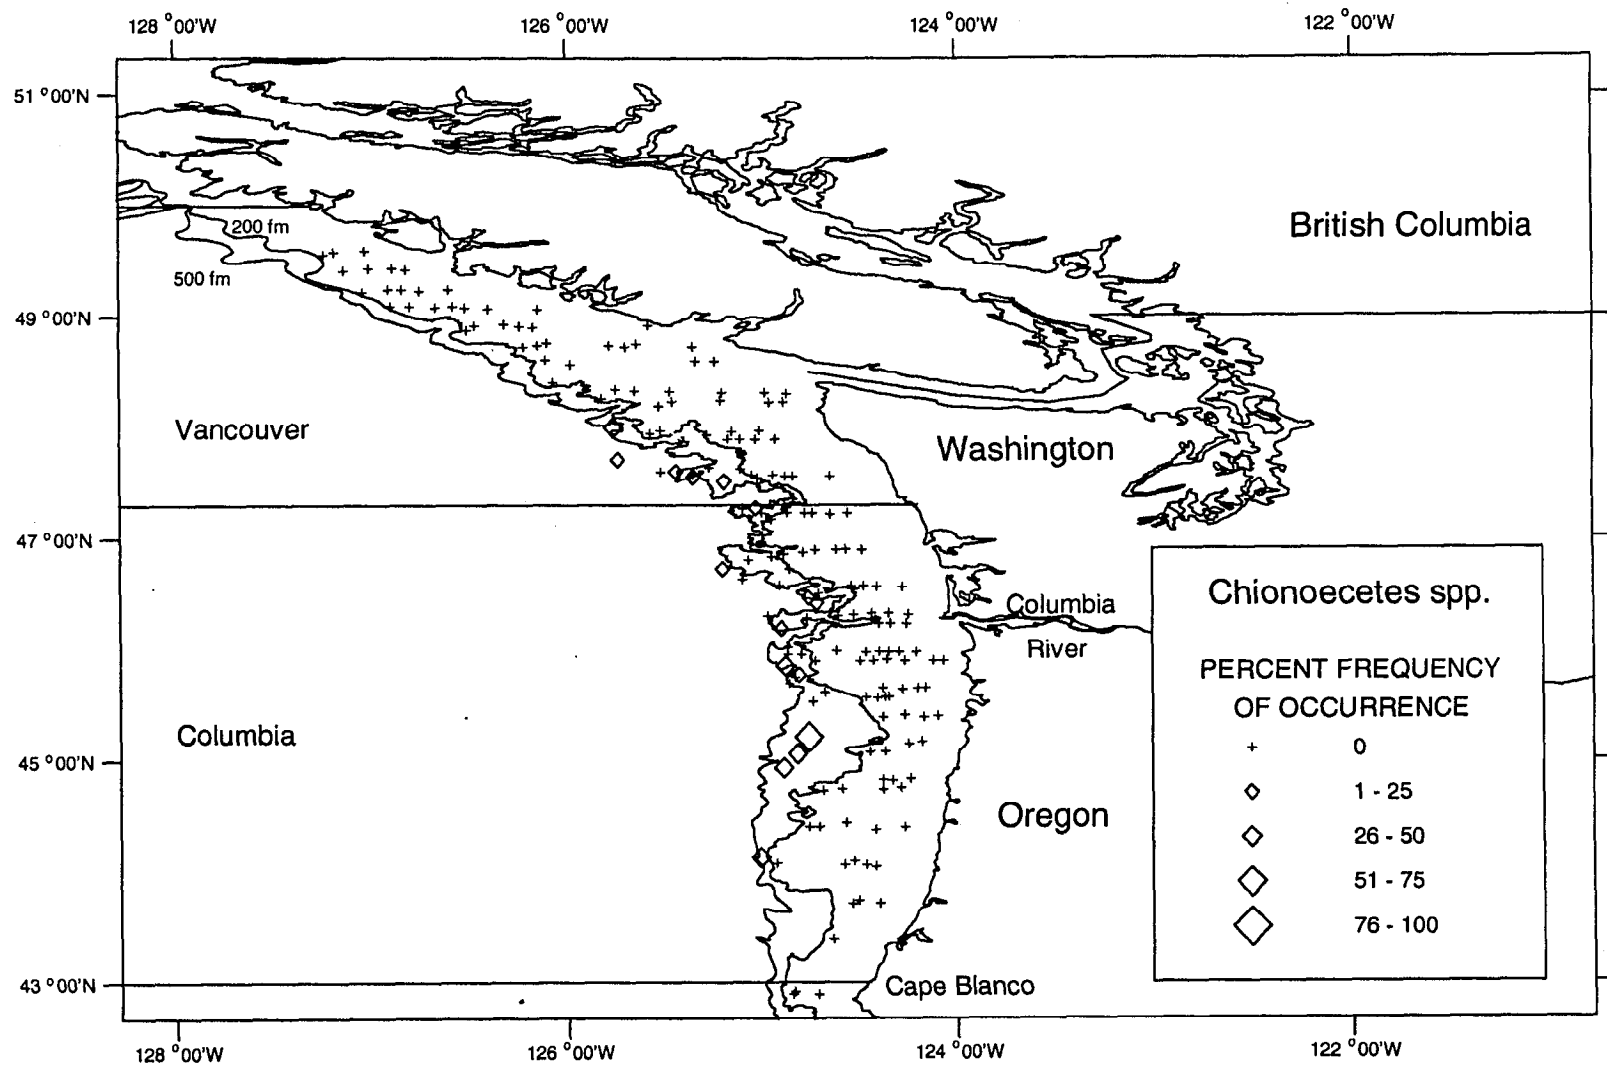 128 °00'W 126 °00'W 124 °00'W 122 °00'W
51 °00'N
British Columbia
200 fm
500 fm
49 °00'N
Vancouver
Washington
47 °00'N
Columbia
River
Columbia
45 °00'N
Oregon
Cape Blanco
43 °00'N
128 °00'W 126 °00'W 124 °00'W 122 °00'W
Chionoecetes spp.
PERCENT FREQUENCY
OF OCCURRENCE
0
1 - 25
26 - 50
51 - 75
76 - 100